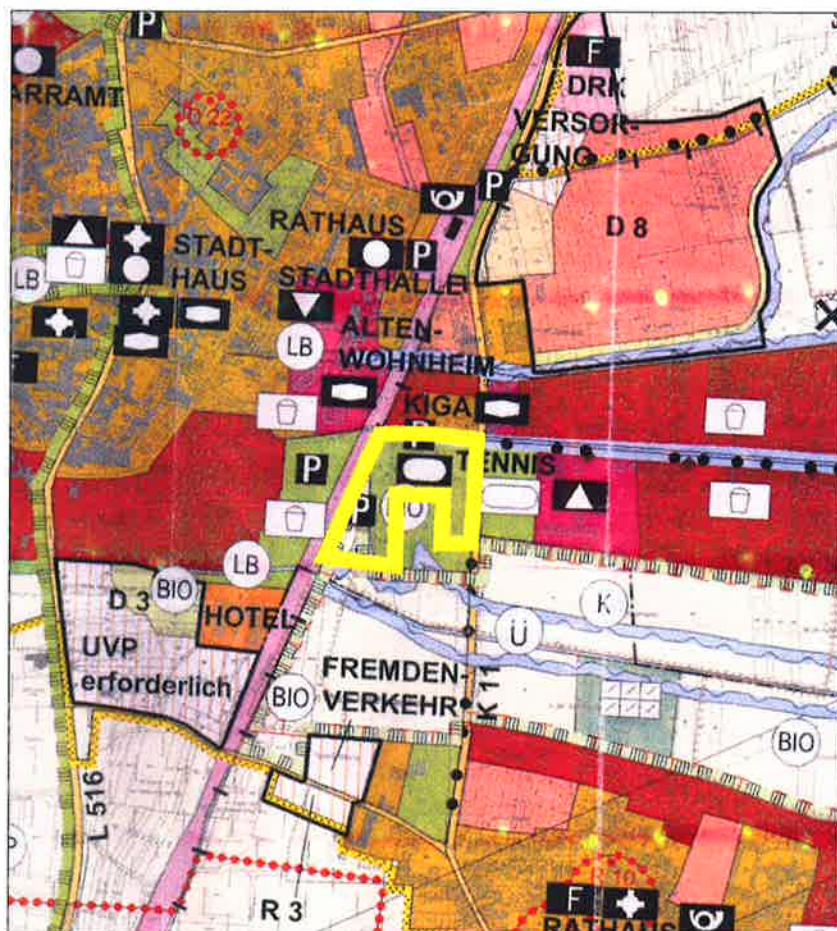 P
F
ARRAMT
DRK
VERSOR-
GUNG
D 22
P
RATHAUS
P
D 8
STADT-
HAUS
STADTHALLE
LB
ALTEN-
WOHNHEIM
LB
KIGA
P
TENNIS
P
P
BIO
LB
D 3
HOTEL
K
Ü
UVP
erforderlich
FREMDEN-
VERKEHR
BIO
K 11
BIO
L 516
R 3
F
RATHAUS